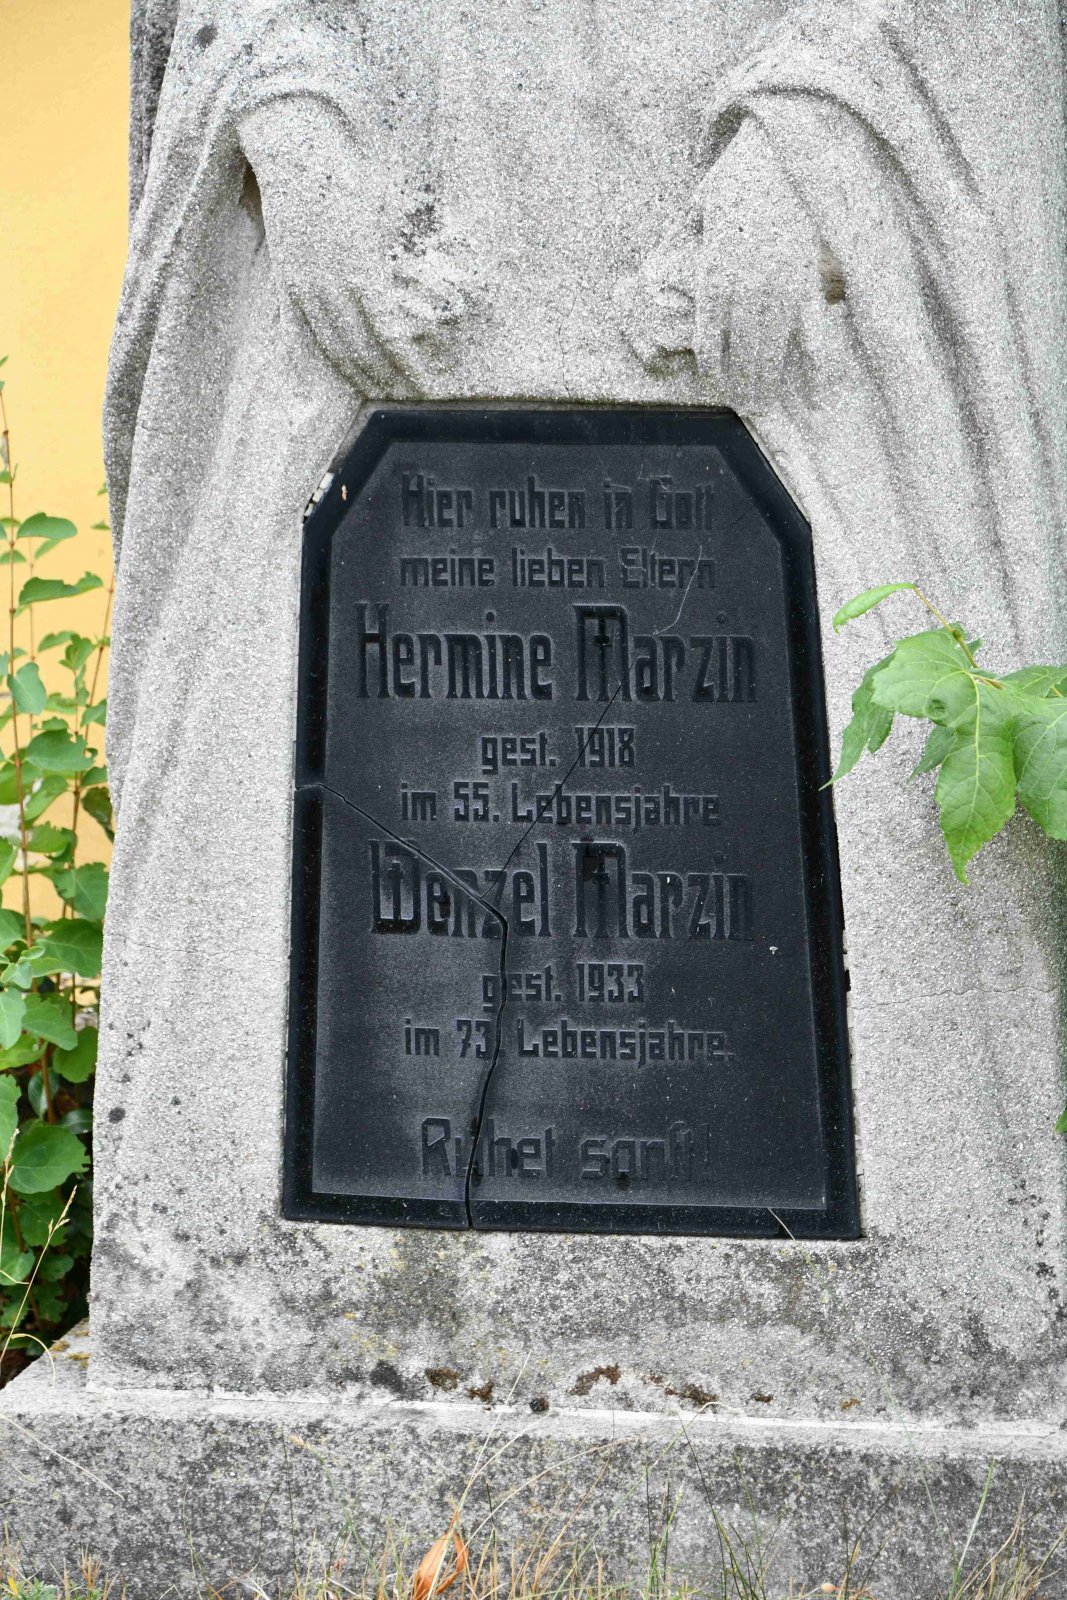 Hier ruhen in Gott
meine lieben Eltern
Hermine Marzin
gest. 1918
im 55. Lebensjahre
Wenzel Marzin
gest. 1933
im 73. Lebensjahre.
Ruhet sanft